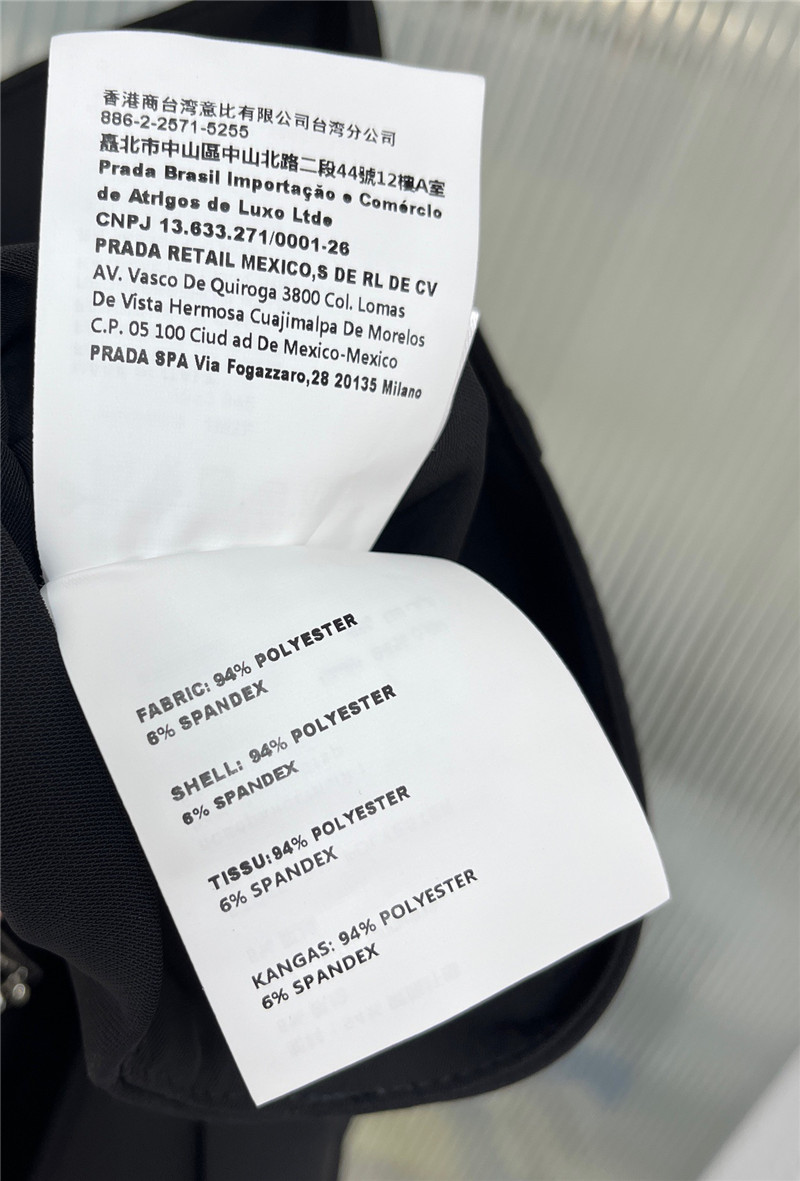 香港商台湾意比有限公司台湾分公司
886-2-2571-5255
臺北市中山區中山北路二段44號12樓A室
Prada Brasil Importação e Comércio
de Atrigos de Luxo Ltde
CNPJ 13.633.271/0001-26
PRADA RETAIL MEXICO,S DE RL DE CV
AV. Vasco De Quiroga 3800 Col. Lomas
De Vista Hermosa Cuajimalpa De Morelos
C.P. 05 100 Ciud ad De Mexico-Mexico
PRADA SPA Via Fogazzaro,28 20135 Milano
FABRIC: 94% POLYESTER
6% SPANDEX
SHELL: 94% POLYESTER
6% SPANDEX
TISSU:94% POLYESTER
6% SPANDEX
KANGAS: 94% POLYESTER
6% SPANDEX